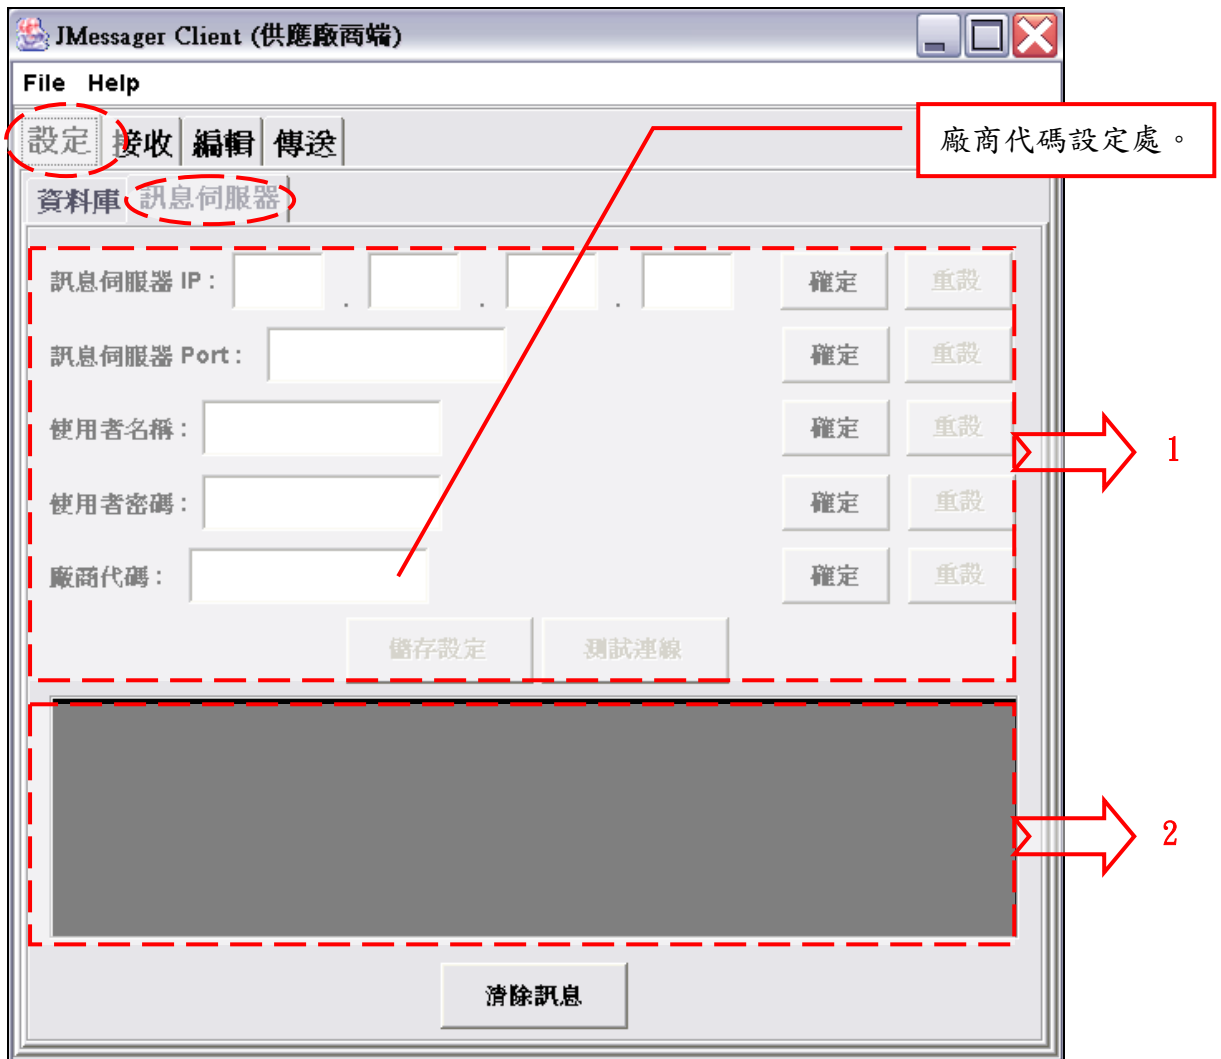 JMessager Client (供應廠商端)
File Help
設定 接收 編輯 傳送
廠商代碼設定處。
資料庫 訊息伺服器
訊息伺服器 IP : . . . 確定 重設
訊息伺服器 Port : 確定 重設
使用者名稱 : 確定 重設
1
使用者密碼 : 確定 重設
廠商代碼 : 確定 重設
儲存設定 測試連線
2
清除訊息